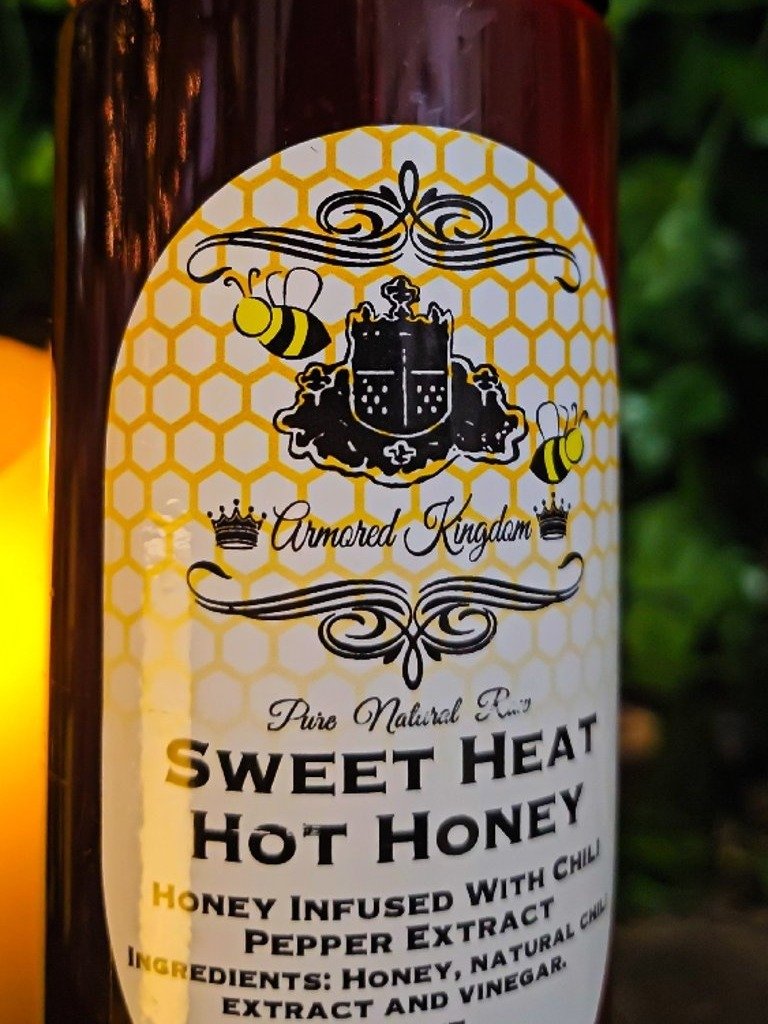 Armored Kingdom
Pure Natural Raw
SWEET HEAT
HOT HONEY
HONEY INFUSED WITH CHILI
PEPPER EXTRACT
INGREDIENTS: HONEY, NATURAL CHILI
EXTRACT AND VINEGAR.